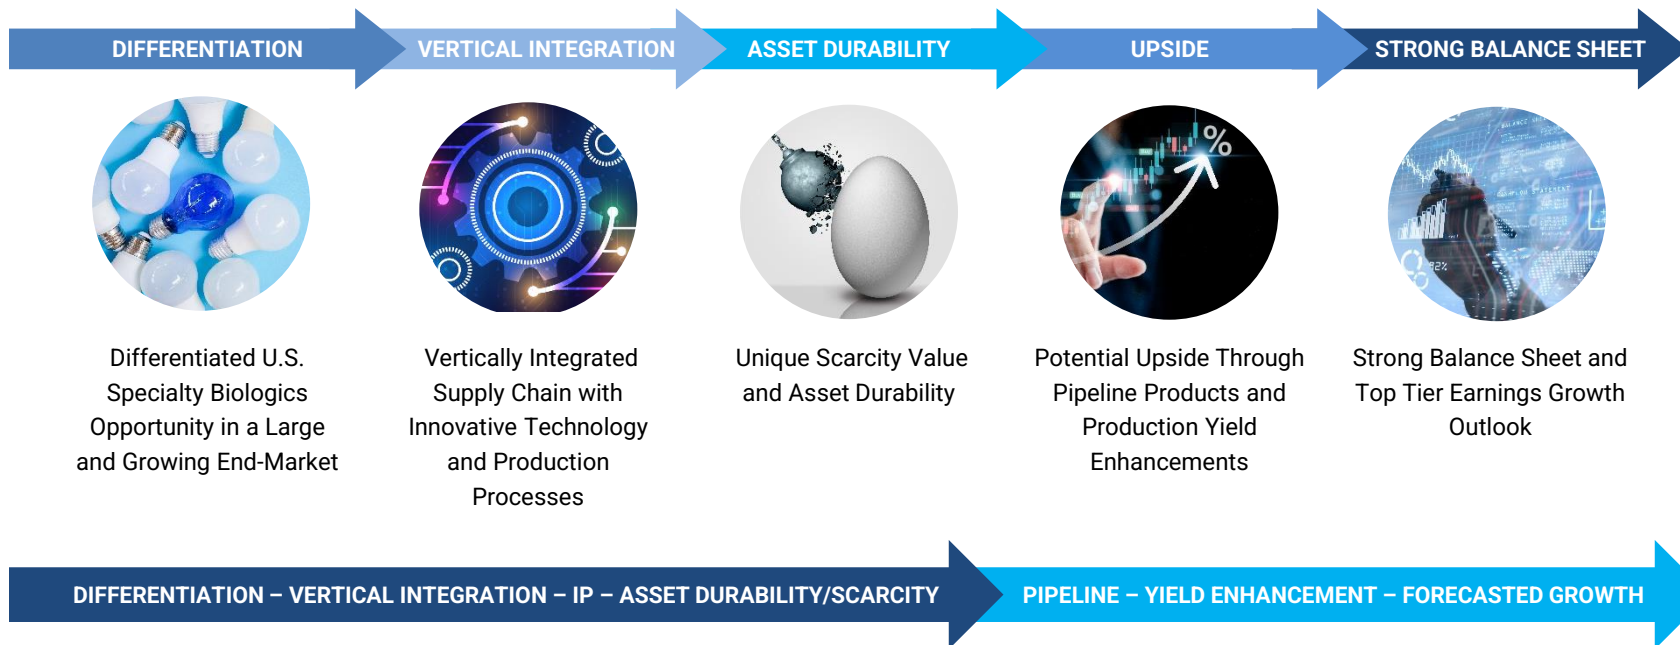 DIFFERENTIATION
VERTICAL INTEGRATION
ASSET DURABILITY
UPSIDE
STRONG BALANCE SHEET
%
82%
Differentiated U.S.
Specialty Biologics
Opportunity in a Large
and Growing End-Market
Vertically Integrated
Supply Chain with
Innovative Technology
and Production
Processes
Unique Scarcity Value
and Asset Durability
Potential Upside Through
Pipeline Products and
Production Yield
Enhancements
Strong Balance Sheet and
Top Tier Earnings Growth
Outlook
DIFFERENTIATION – VERTICAL INTEGRATION – IP – ASSET DURABILITY/SCARCITY
PIPELINE – YIELD ENHANCEMENT – FORECASTED GROWTH